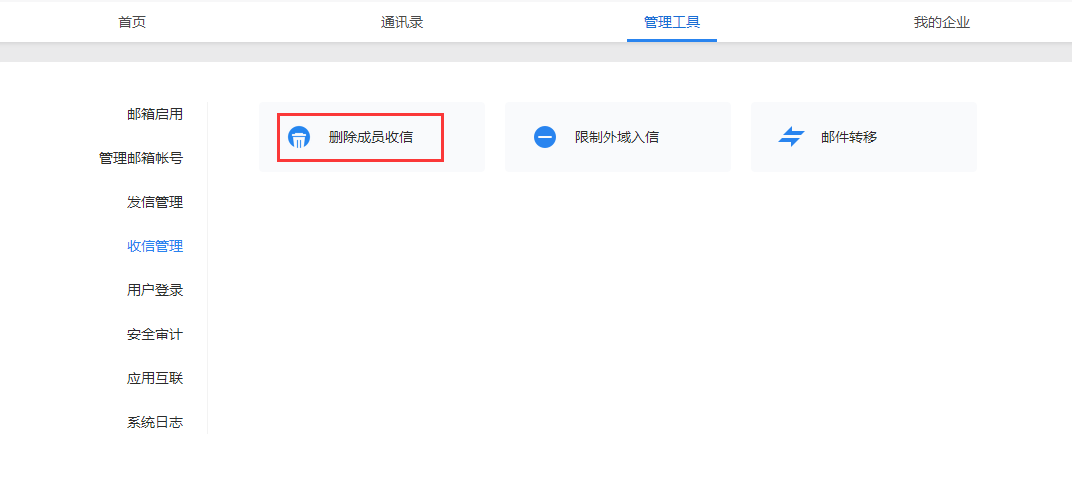 首页
通讯录
管理工具
我的企业
邮箱启用
管理邮箱帐号
发信管理
收信管理
用户登录
安全审计
应用互联
系统日志
删除成员收信
限制外域入信
邮件转移